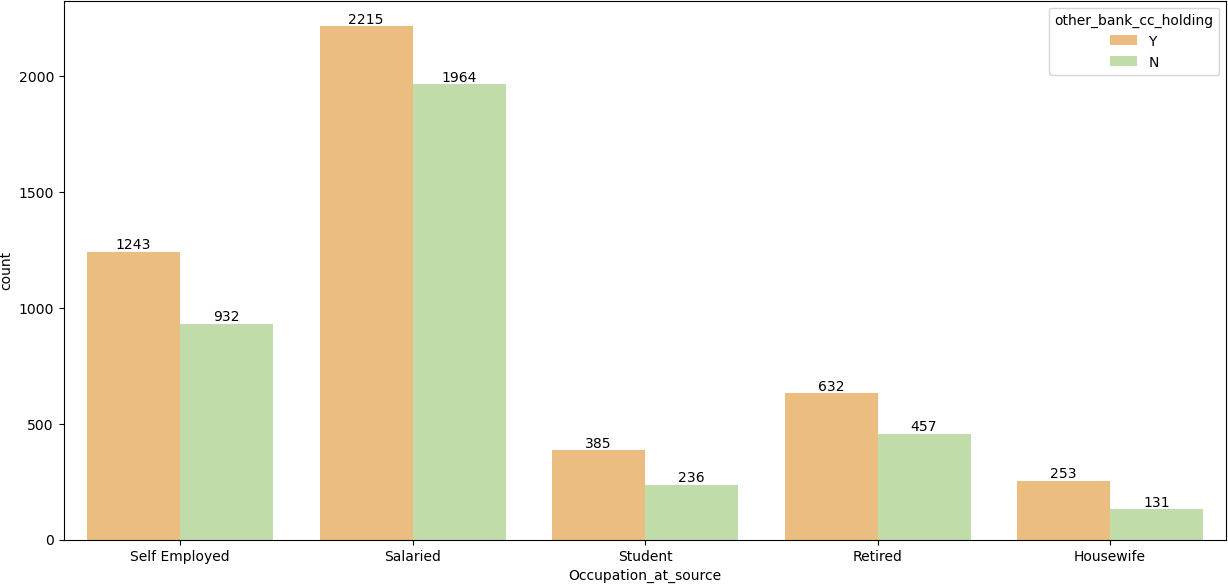 other_bank_cc_holding
Y
N
2215
1964
1243
932
385
236
632
457
253
131
2000
1500
1000
500
0
count
Self Employed
Salaried
Student
Retired
Housewife
Occupation_at_source